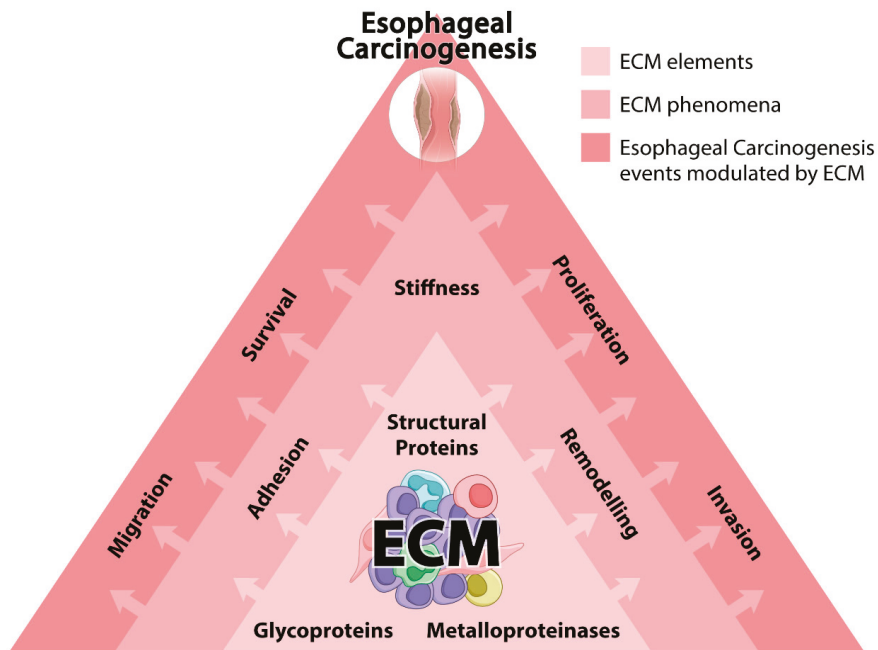 Esophageal
Carcinogenesis
ECM elements
ECM phenomena
Esophageal Carcinogenesis
events modulated by ECM
Stiffness
Survival
Proliferation
Structural
Proteins
Adhesion
Remodelling
Migration
Invasion
ECM
Glycoproteins
Metalloproteinases